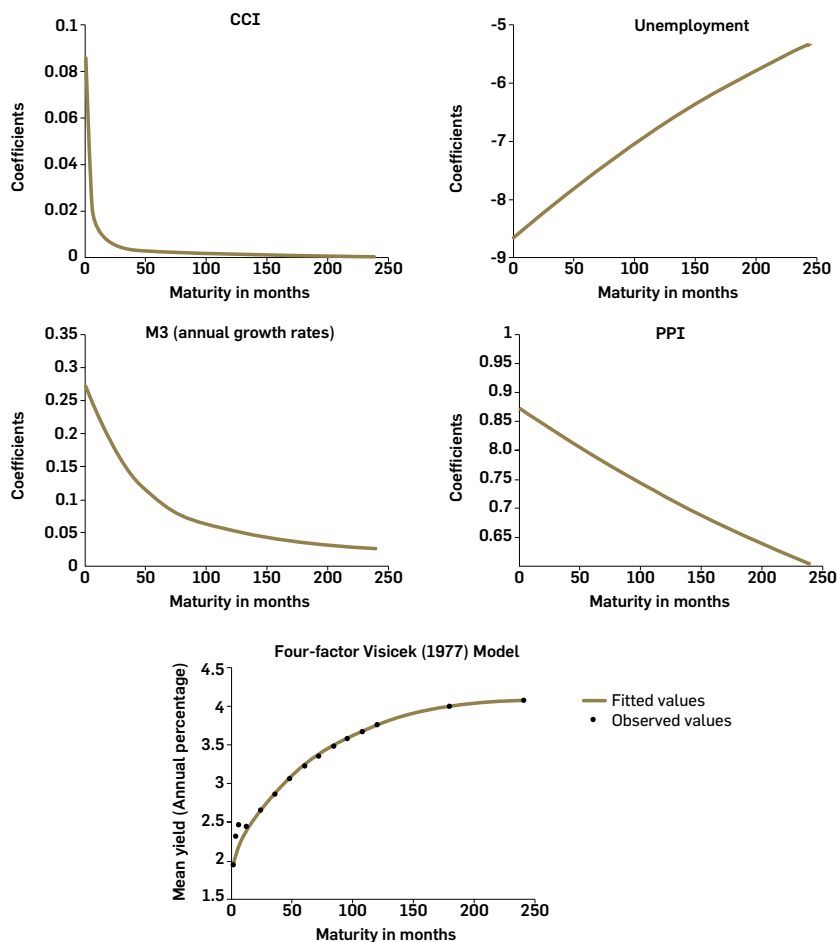 CCI
Coefficients
0.1
0.08
0.06
0.04
0.02
0
0 50 100 150 200 250
Maturity in months
Unemployment
Coefficients
-5
-6
-7
-8
-9
0 50 100 150 200 250
Maturity in months
M3 (annual growth rates)
Coefficients
0.35
0.3
0.25
0.2
0.15
0.1
0.05
0
0 50 100 150 200 250
Maturity in months
PPI
Coefficients
1
0.95
0.9
0.85
8.0
0.7
0.65
0 50 100 150 200 250
Maturity in months
Four-factor Visicek (1977) Model
Mean yield (Annual percentage)
4.5
4
3.5
3
2.5
2
1.5
0 50 100 150 200 250
Maturity in months
Fitted values
Observed values